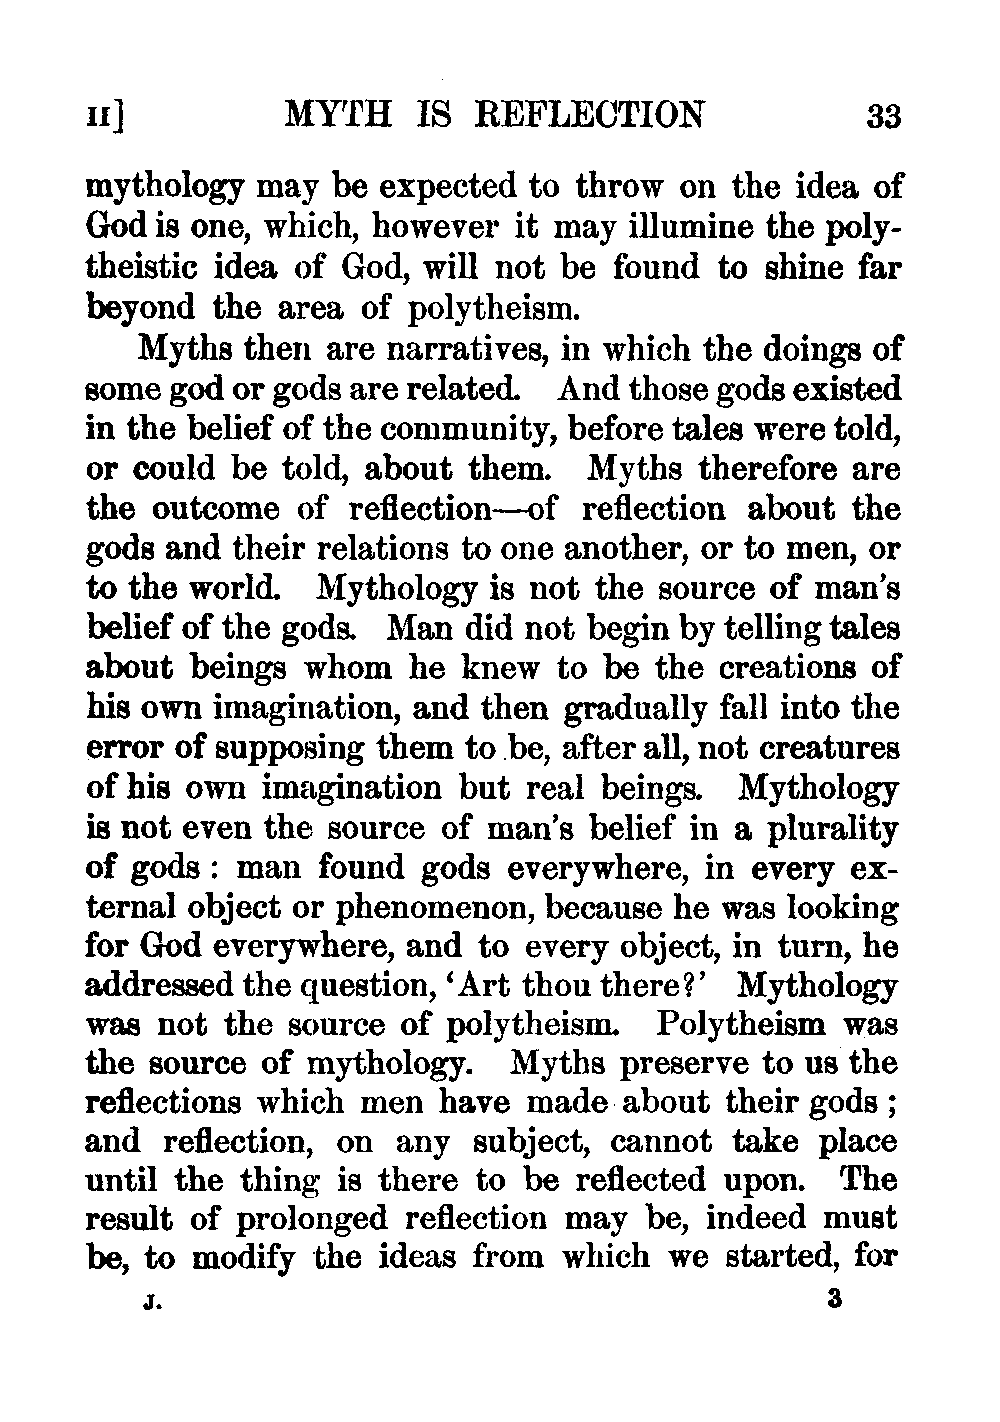 II] MYTH IS REFLECTION 33
mythology may be expected to throw on the idea of
God is one, which, however it may illumine the poly-
theistic idea of God, will not be found to shine far
beyond the area of polytheism.
Myths then are narratives, in which the doings of
some god or gods are related. And those gods existed
in the belief of the community, before tales were told,
or could be told, about them. Myths therefore are
the outcome of reflection—of reflection about the
gods and their relations to one another, or to men, or
to the world. Mythology is not the source of man's
belief of the gods. Man did not begin by telling tales
about beings whom he knew to be the creations of
his own imagination, and then gradually fall into the
error of supposing them to be, after all, not creatures
of his own imagination but real beings. Mythology
is not even the source of man's belief in a plurality
of gods : man found gods everywhere, in every ex-
ternal object or phenomenon, because he was looking
for God everywhere, and to every object, in turn, he
addressed the question, ‘Art thou there?’ Mythology
was not the source of polytheism. Polytheism was
the source of mythology. Myths preserve to us the
reflections which men have made about their gods ;
and reflection, on any subject, cannot take place
until the thing is there to be reflected upon. The
result of prolonged reflection may be, indeed must
be, to modify the ideas from which we started, for
J. 3